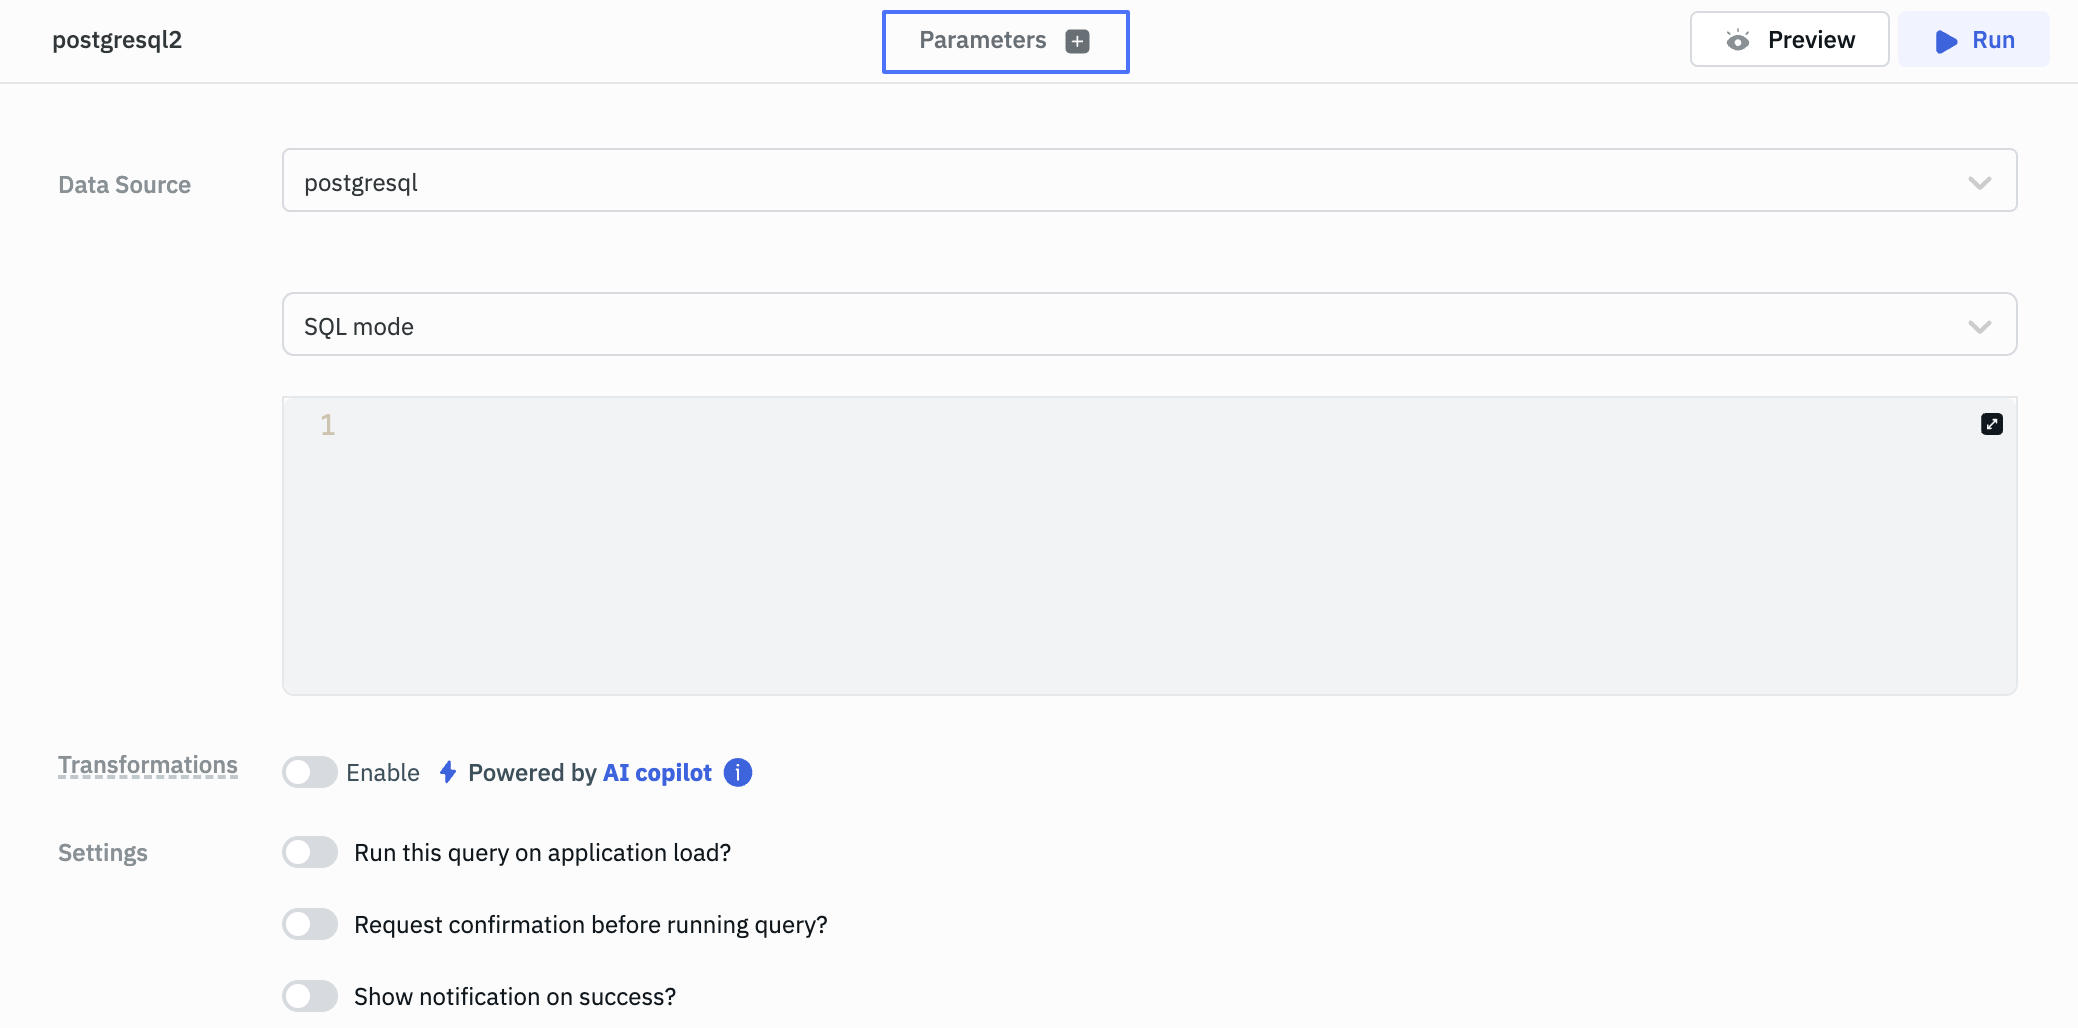 postgresql2
Parameters
Preview
Run
Data Source
postgresql
SQL mode
1
Transformations
Enable
Powered by AI copilot
Settings
Run this query on application load?
Request confirmation before running query?
Show notification on success?